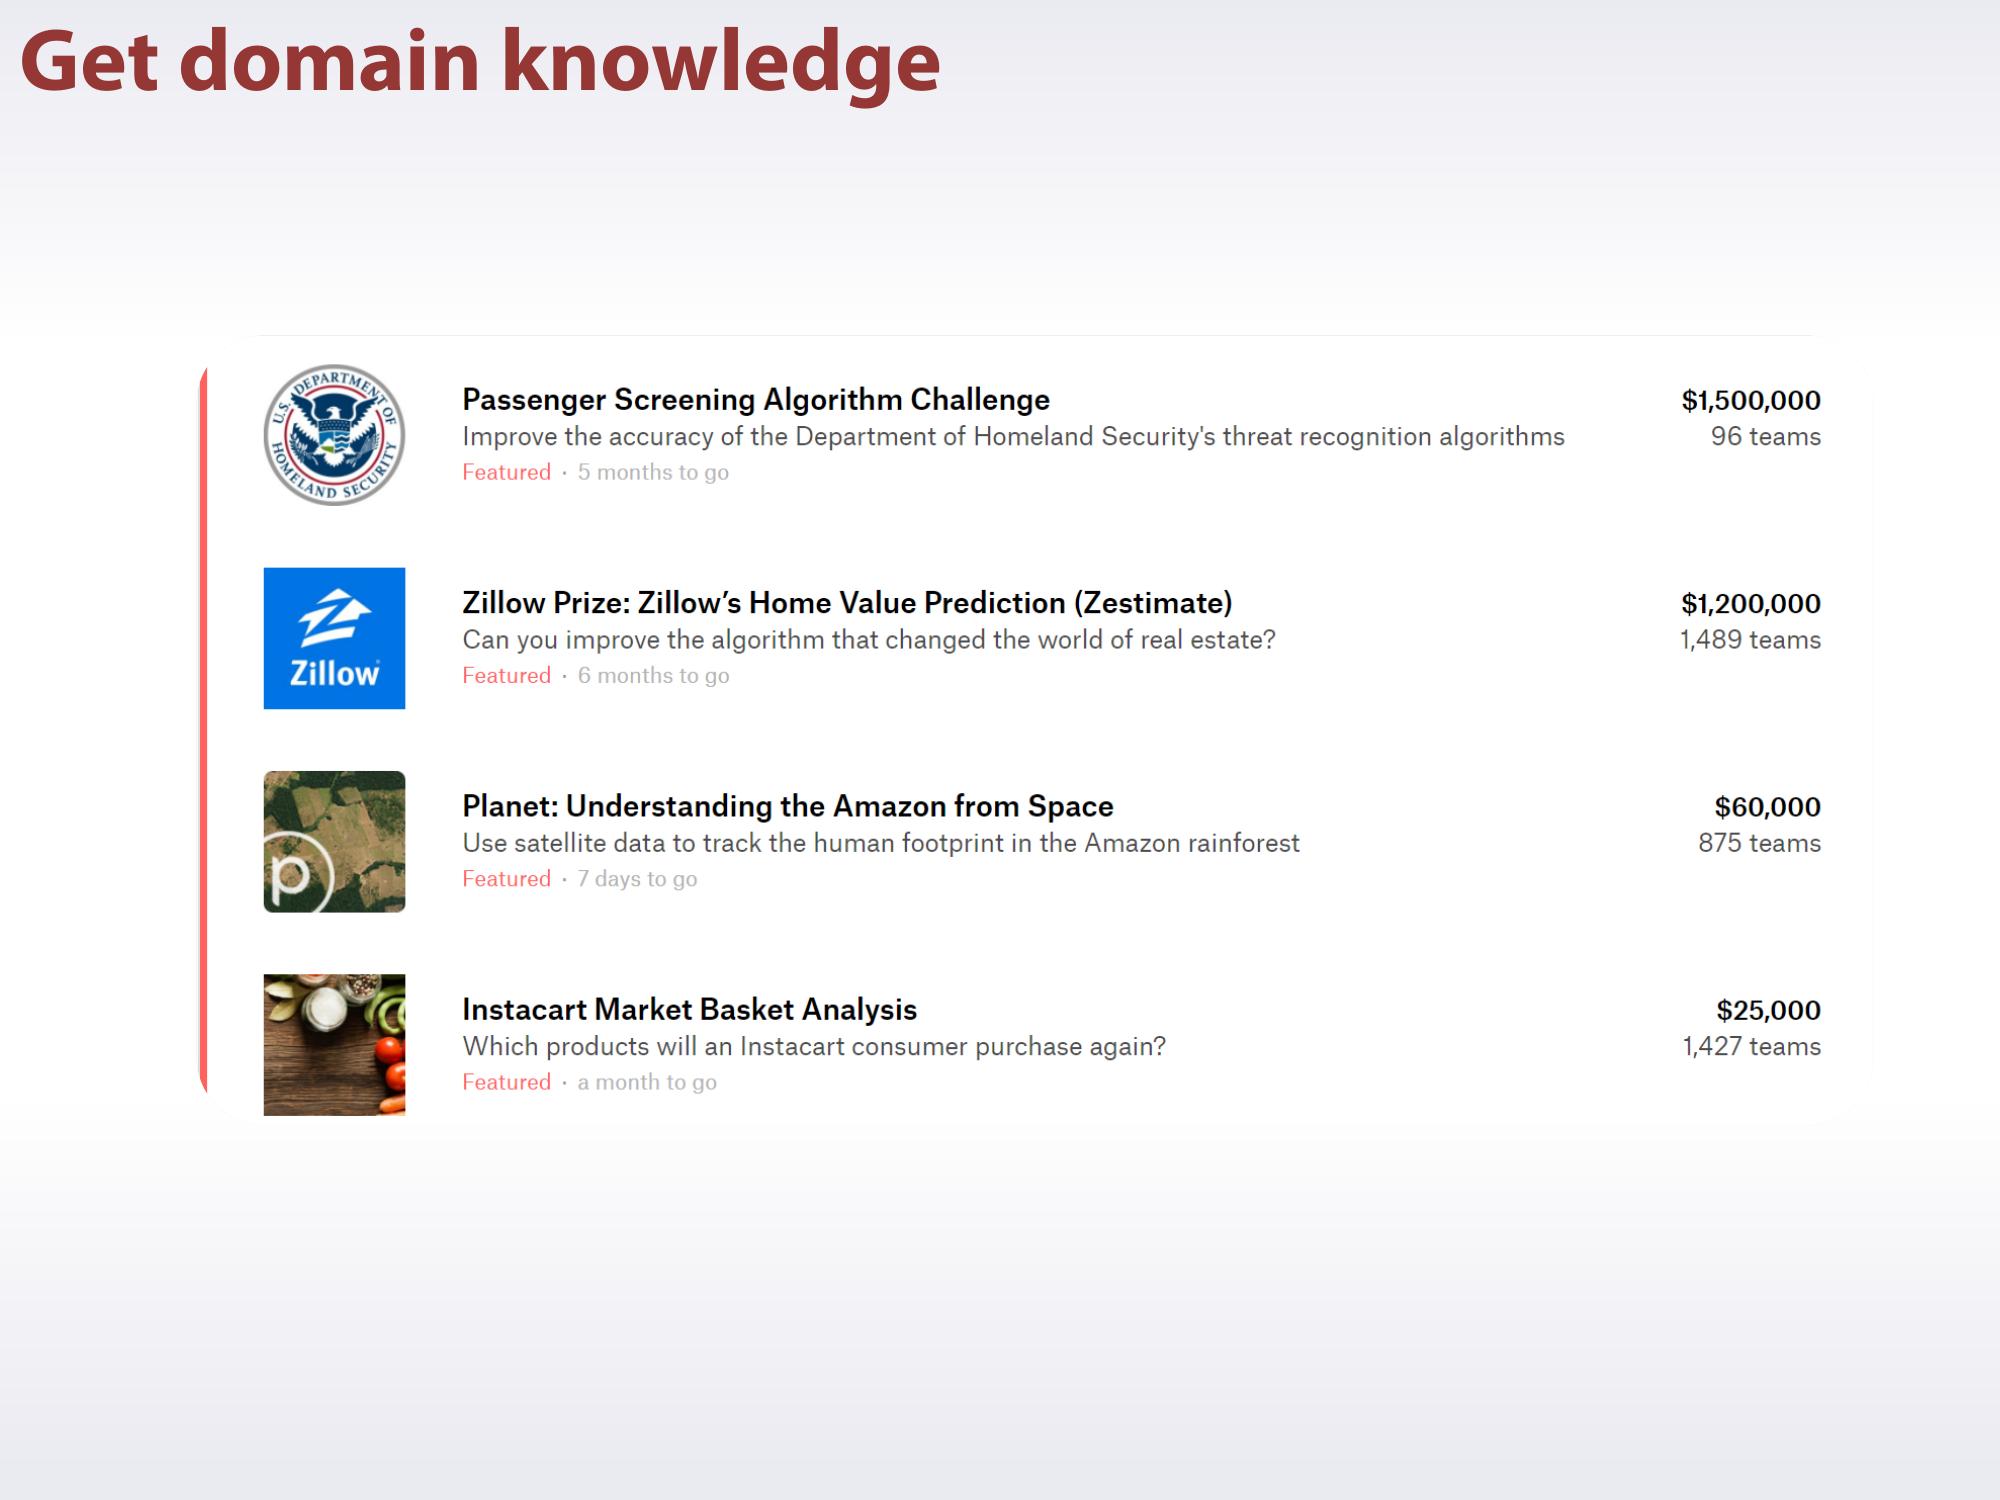 Get domain knowledge
U.S. DEPARTMENT OF HOMELAND SECURITY
Passenger Screening Algorithm Challenge
$1,500,000
Improve the accuracy of the Department of Homeland Security's threat recognition algorithms
96 teams
Featured · 5 months to go
Zillow
Zillow Prize: Zillow’s Home Value Prediction (Zestimate)
$1,200,000
Can you improve the algorithm that changed the world of real estate?
1,489 teams
Featured · 6 months to go
p
Planet: Understanding the Amazon from Space
$60,000
Use satellite data to track the human footprint in the Amazon rainforest
875 teams
Featured · 7 days to go
Instacart Market Basket Analysis
$25,000
Which products will an Instacart consumer purchase again?
1,427 teams
Featured · a month to go